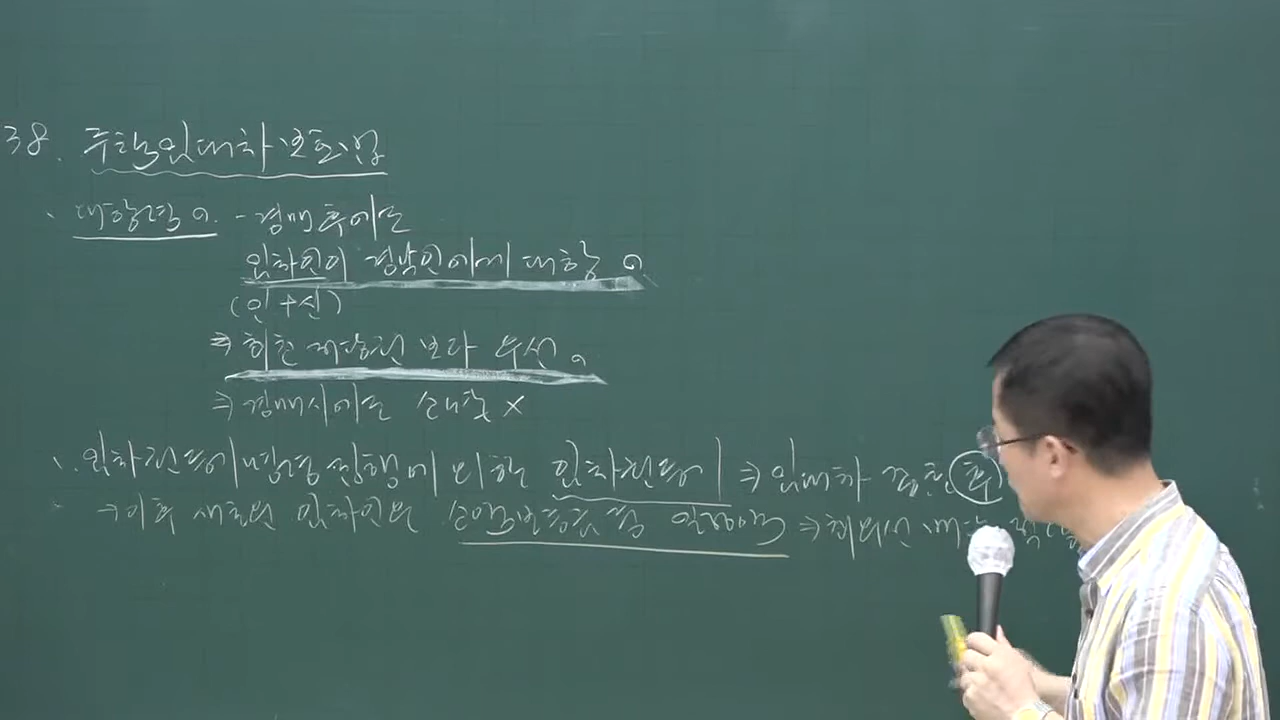 38. 주택임대차보호법
대항력 O. - 경매 후에도
임차인이 경락인에게 대항 O.
(인+신)
⇒ 최선 저당권 보다 우선.
⇒ 경매시에도 소멸 X
임차권등기명령 집행에 의한 임차권등기 ⇒ 임대차 종료 후
→ 이후 새로운 임차인은 소액보증금 중 일정액 ⇒ 최우선